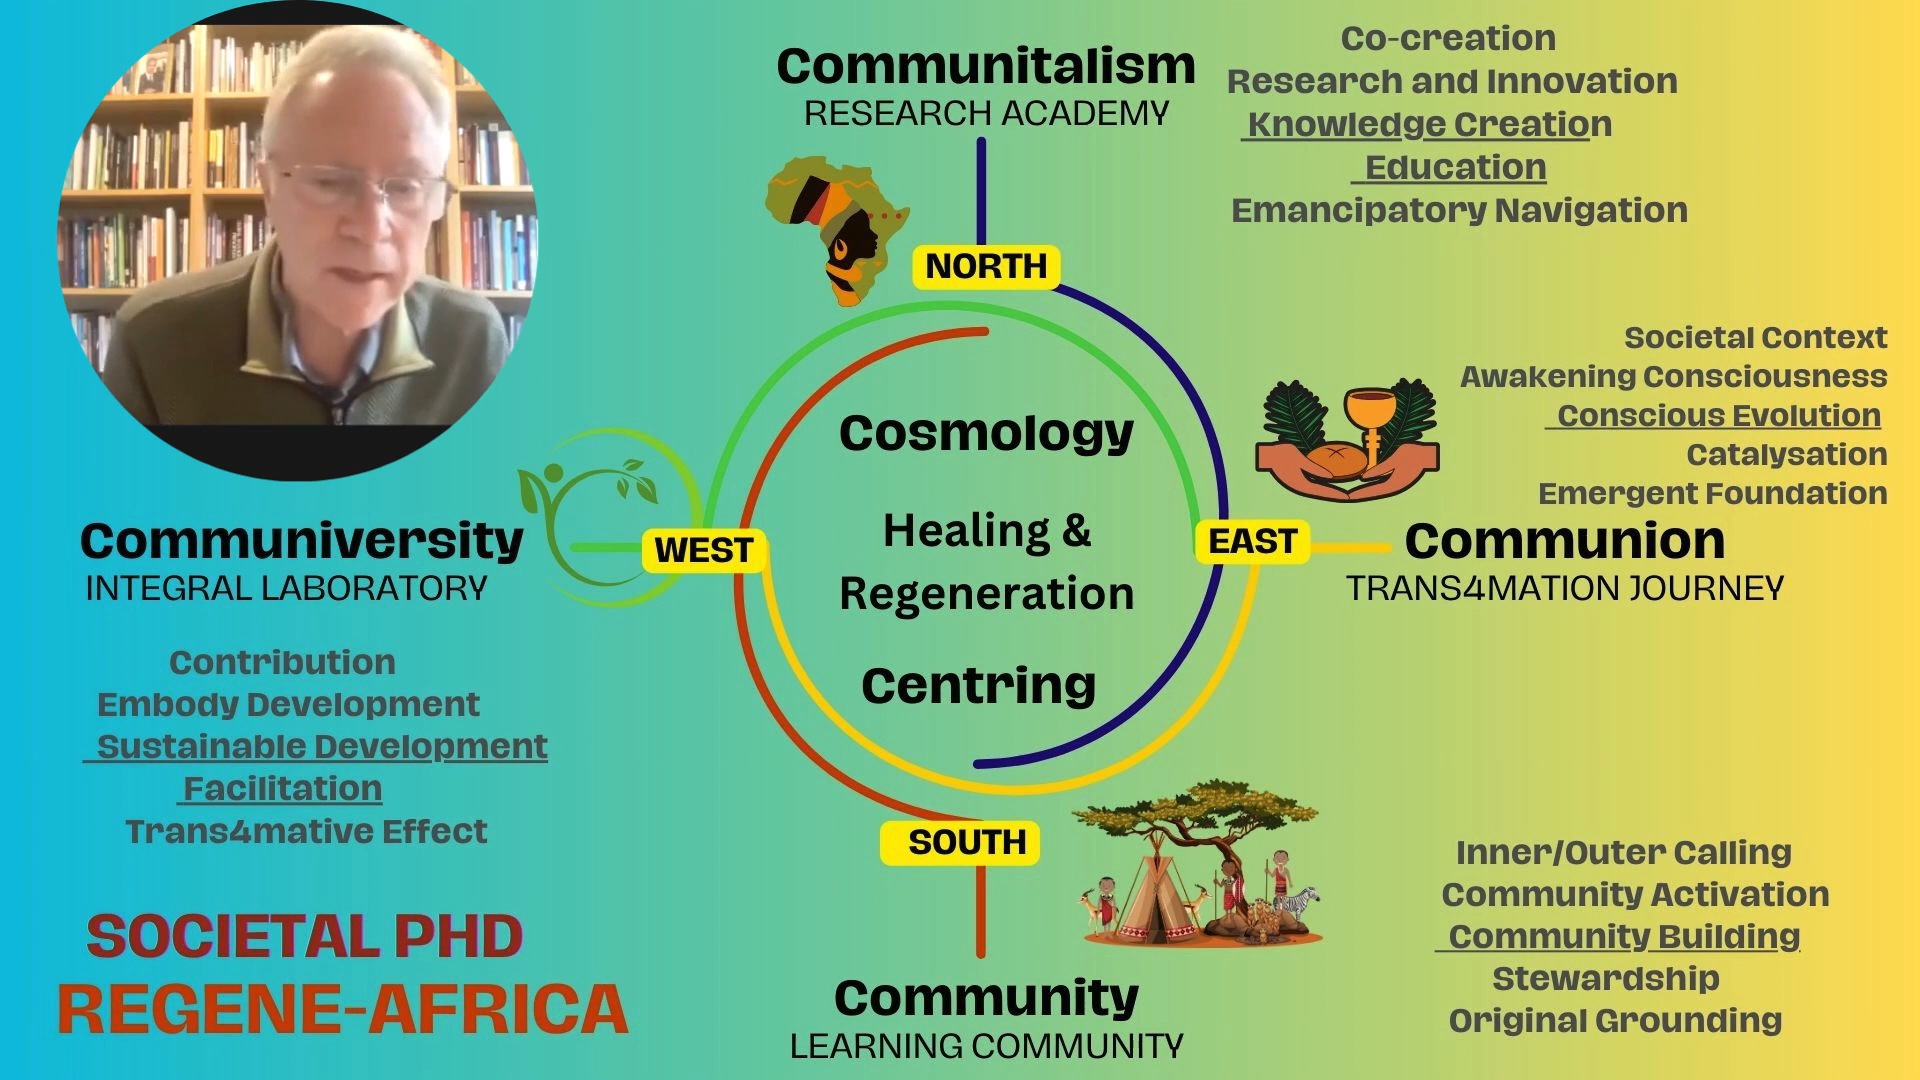 Communitalism
RESEARCH ACADEMY
Co-creation
Research and Innovation
Knowledge Creation
Education
Emancipatory Navigation
NORTH
Societal Context
Awakening Consciousness
Conscious Evolution
Catalysation
Emergent Foundation
EAST
Communion
TRANS4MATION JOURNEY
Cosmology
Healing &
Regeneration
Centring
WEST
Communiversity
INTEGRAL LABORATORY
Contribution
Embody Development
Sustainable Development
Facilitation
Trans4mative Effect
SOUTH
Community
LEARNING COMMUNITY
Inner/Outer Calling
Community Activation
Community Building
Stewardship
Original Grounding
SOCIETAL PHD
REGENE-AFRICA